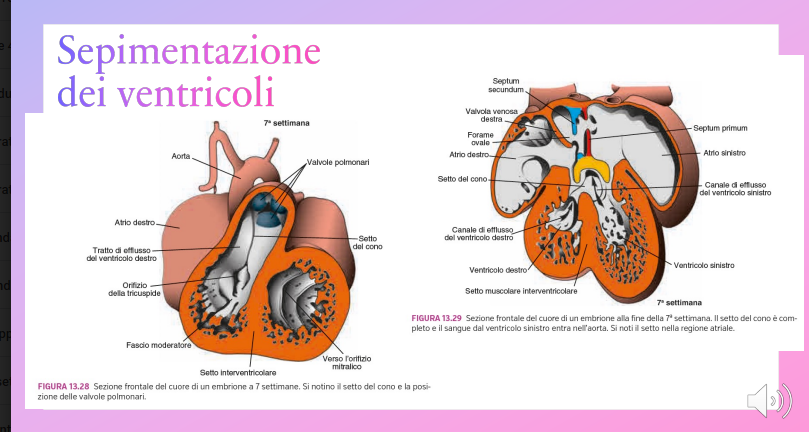 Sepimentazione
dei ventricoli
7ª settimana
Aorta
Valvole polmonari
Atrio destro
Tratto di efflusso
del ventricolo destro
Setto
del cono
Orifizio
della tricuspide
Fascio moderatore
Setto interventricolare
Verso l'orifizio
mitralico
FIGURA 13.28 Sezione frontale del cuore di un embrione a 7 settimane. Si notino il setto del cono e la posi-
zione delle valvole polmonari.
Septum
secundum
Valvola venosa
destra
Forame
ovale
Atrio destro
Setto del cono
Septum primum
Atrio sinistro
Canale di efflusso
del ventricolo sinistro
Canale di efflusso
del ventricolo destro
Ventricolo destro
Ventricolo sinistro
Setto muscolare interventricolare
7ª settimana
FIGURA 13.29 Sezione frontale del cuore di un embrione alla fine della 7ª settimana. Il setto del cono è com-
pleto e il sangue dal ventricolo sinistro entra nell'aorta. Si noti il setto nella regione atriale.